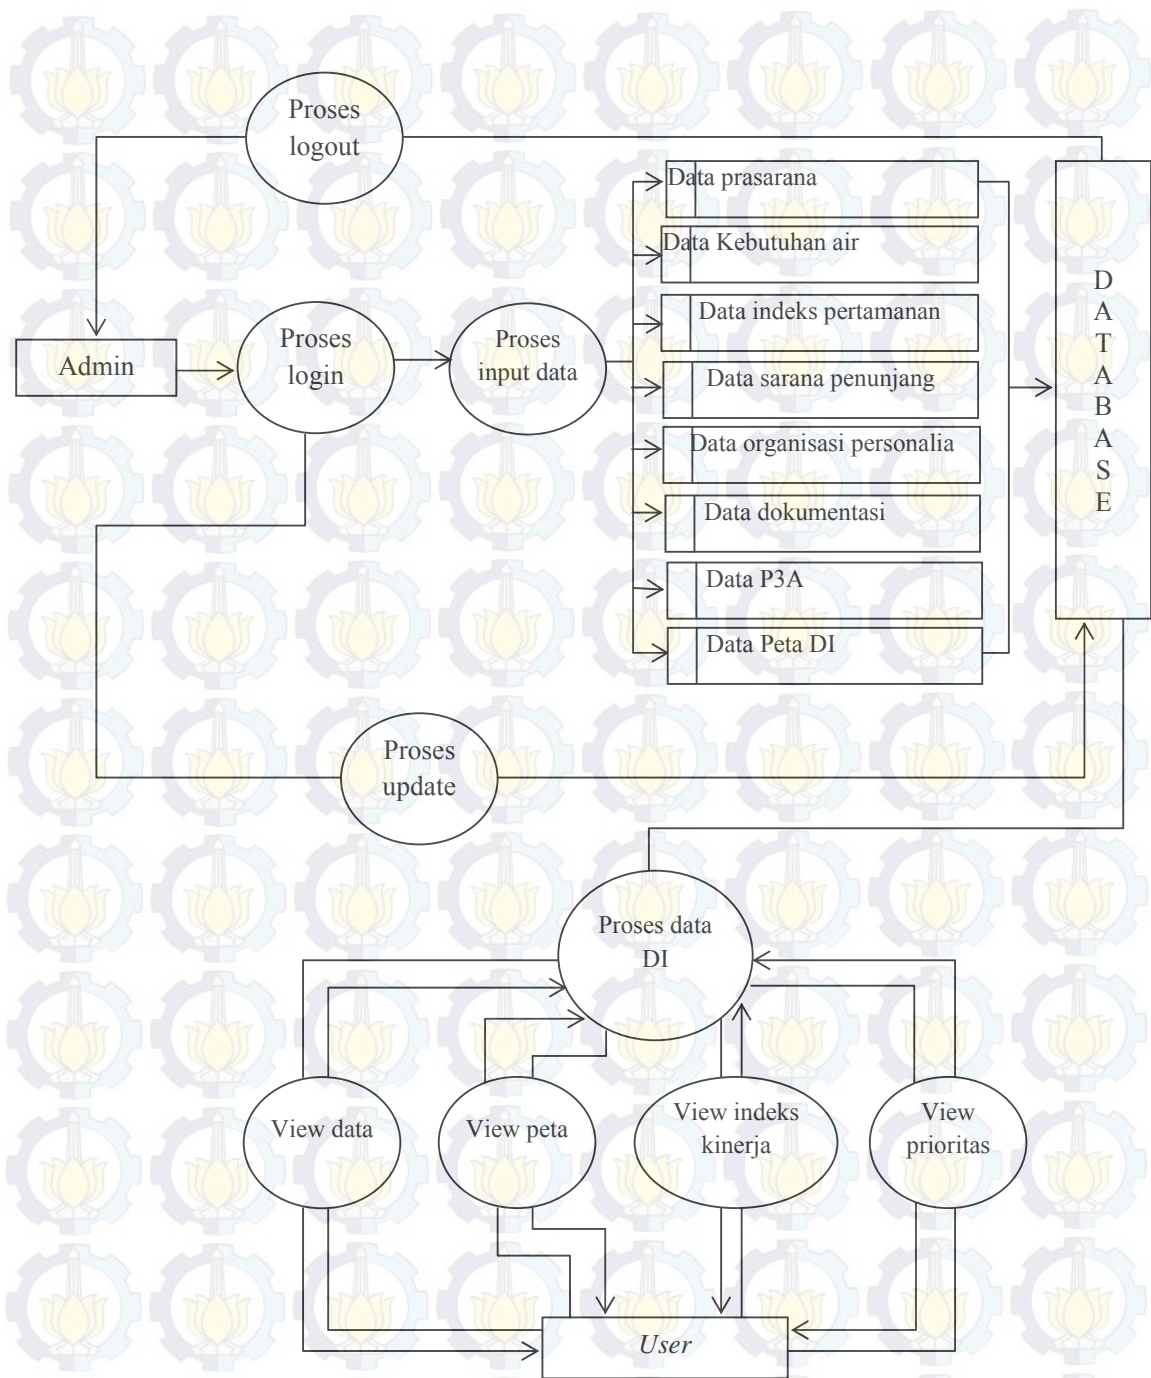 Proses
logout
Data prasarana
Data Kebutuhan air
Data indeks pertamanan
Data sarana penunjang
Data organisasi personalia
Data dokumentasi
Data P3A
Data Peta DI
D
A
T
A
B
A
S
E
Admin
Proses
login
Proses
input data
Proses
update
Proses data
DI
View data
View peta
View indeks
kinerja
View
prioritas
User